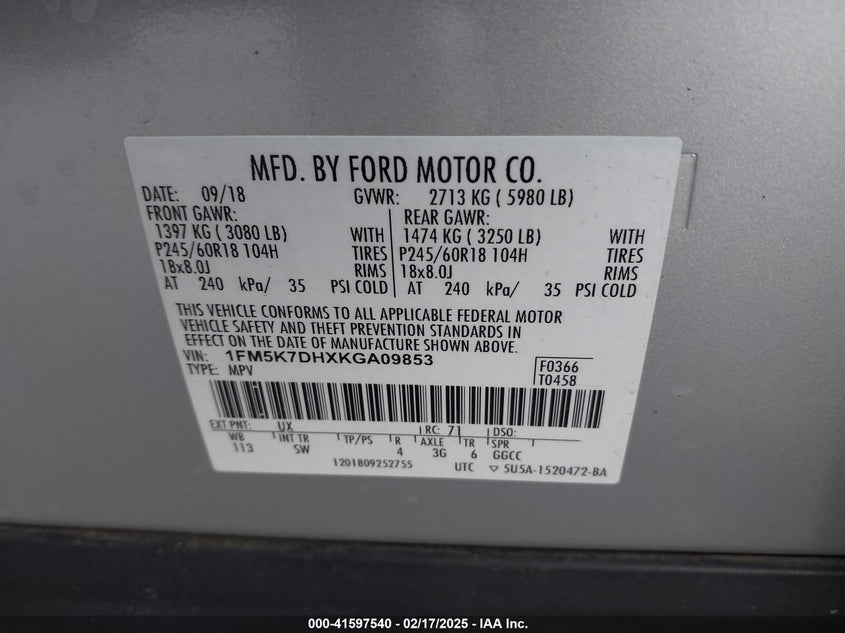 MFD. BY FORD MOTOR CO.
DATE: 09/18 GVWR: 2713 KG ( 5980 LB)
FRONT GAWR: REAR GAWR:
1397 KG ( 3080 LB) WITH 1474 KG ( 3250 LB) WITH
P245/60R18 104H TIRES P245/60R18 104H TIRES
18x8.0J RIMS 18x8.0J RIMS
AT 240 kPa/ 35 PSI COLD AT 240 kPa/ 35 PSI COLD
THIS VEHICLE CONFORMS TO ALL APPLICABLE FEDERAL MOTOR
VEHICLE SAFETY AND THEFT PREVENTION STANDARDS IN
EFFECT ON THE DATE OF MANUFACTURE SHOWN ABOVE.
VIN: 1FM5K7DHXKGA09853
TYPE: MPV
F0366
T0458
EXT PNT: UX RC: 71 DSO:
WB INT TR TP/PS R AXLE TR SPR
113 SW 4 3G 6 GGCC
1201809252755 UTC ▽ 5U5A-1520472-BA
000-41597540 - 02/17/2025 - IAA Inc.